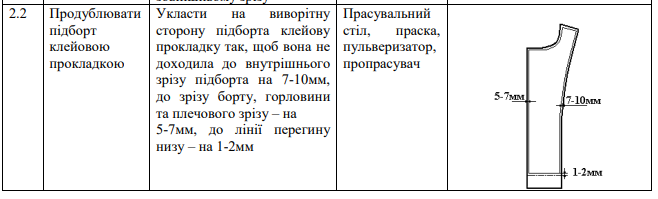 2.2
Продублювати
підборт
клейовою
прокладкою
Укласти на виворітну
сторону підборта клейову
прокладку так, щоб вона не
доходила до внутрішнього
зрізу підборта на 7-10мм,
до зрізу борту, горловини
та плечового зрізу – на
5-7мм, до лінії перегину
низу – на 1-2мм
Прасувальний
стіл, праска,
пульверизатор,
пропрасувач
5-7мм
7-10мм
1-2мм